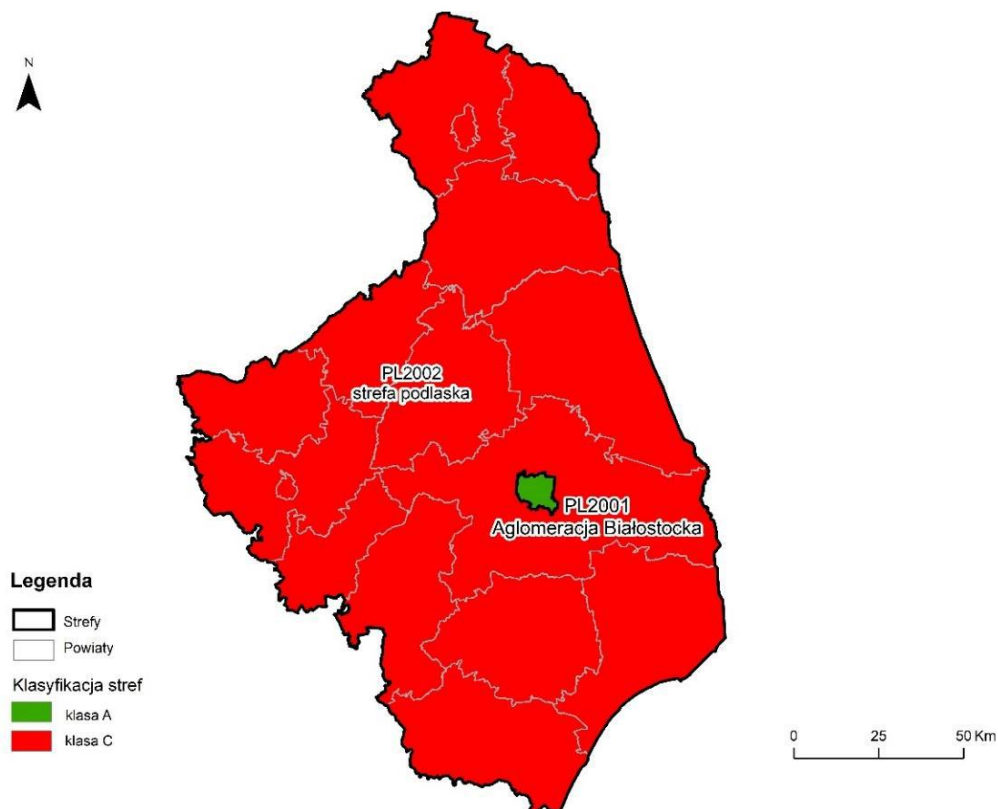 N
PL2002
strefa podlaska
PL2001
Aglomeracja Białostocka
Legenda
Strefy
Powiaty
Klasyfikacja stref
klasa A
klasa C
0 25 50 Km